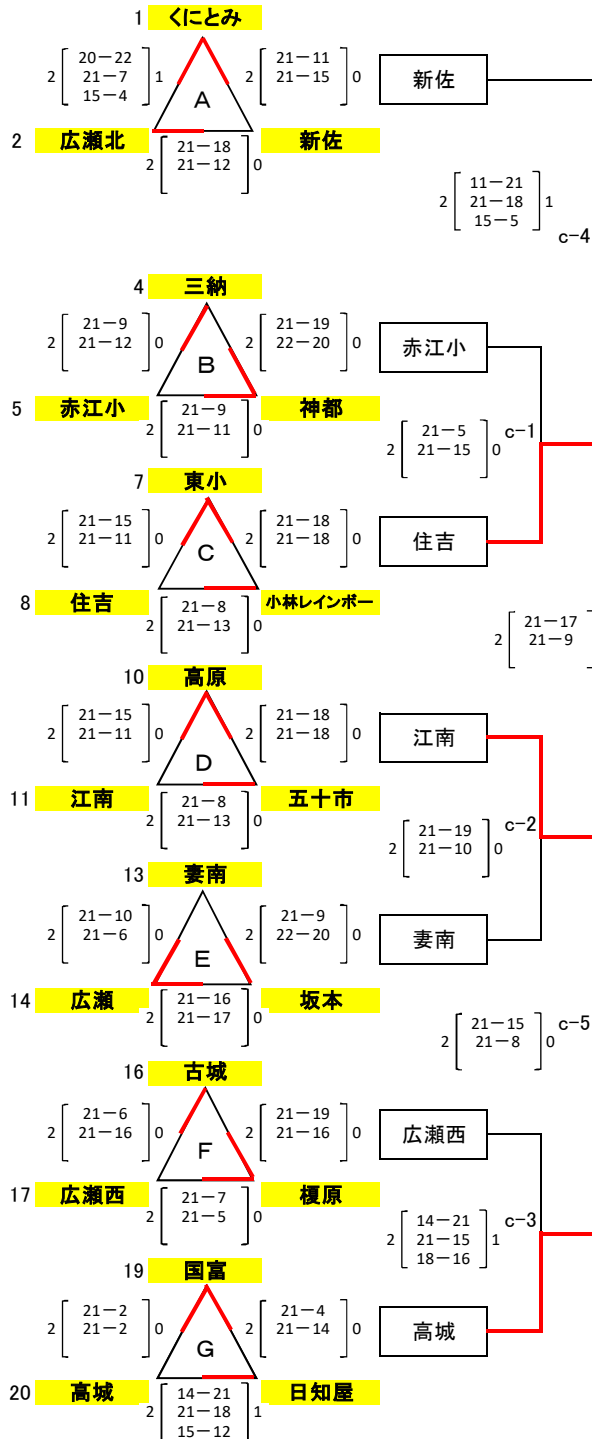 1 くにとみ
2 [ 20－22 21－7 15－4 ] 1
2 [ 21－11 21－15 ] 0
新佐
A
2 広瀬北
新佐
2 [ 21－18 21－12 ] 0
2 [ 11－21 21－18 15－5 ] 1
c-4
4 三納
2 [ 21－9 21－12 ] 0
2 [ 21－19 22－20 ] 0
赤江小
B
5 赤江小
神都
2 [ 21－9 21－11 ] 0
2 [ 21－5 21－15 ] 0
c-1
7 東小
2 [ 21－15 21－11 ] 0
2 [ 21－18 21－18 ] 0
住吉
C
8 住吉
小林レインボー
2 [ 21－8 21－13 ] 0
2 [ 21－17 21－9
10 高原
2 [ 21－15 21－11 ] 0
2 [ 21－18 21－18 ] 0
江南
D
11 江南
五十市
2 [ 21－8 21－13 ] 0
2 [ 21－19 21－10 ] 0
c-2
13 妻南
2 [ 21－10 21－6 ] 0
2 [ 21－9 22－20 ] 0
妻南
E
14 広瀬
坂本
2 [ 21－16 21－17 ] 0
2 [ 21－15 21－8 ] 0
c-5
16 古城
2 [ 21－6 21－16 ] 0
2 [ 21－19 21－16 ] 0
広瀬西
F
17 広瀬西
榎原
2 [ 21－7 21－5 ] 0
2 [ 14－21 21－15 18－16 ] 1
c-3
19 国富
2 [ 21－2 21－2 ] 0
2 [ 21－4 21－14 ] 0
高城
G
20 高城
日知屋
2 [ 14－21 21－18 15－12 ] 1